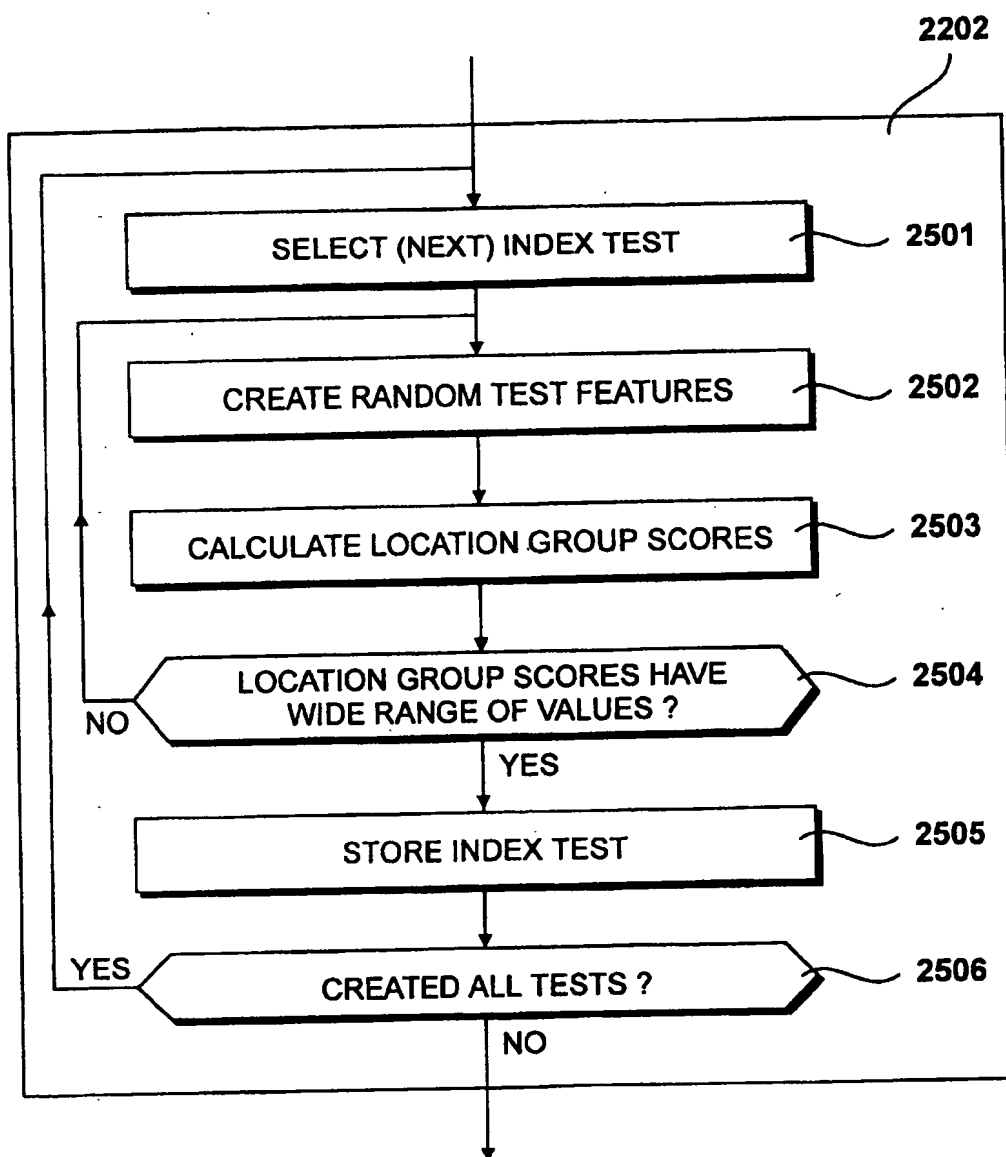 2202
SELECT (NEXT) INDEX TEST
2501
CREATE RANDOM TEST FEATURES
2502
CALCULATE LOCATION GROUP SCORES
2503
LOCATION GROUP SCORES HAVE
WIDE RANGE OF VALUES ?
2504
NO
YES
STORE INDEX TEST
2505
YES
CREATED ALL TESTS ?
2506
NO